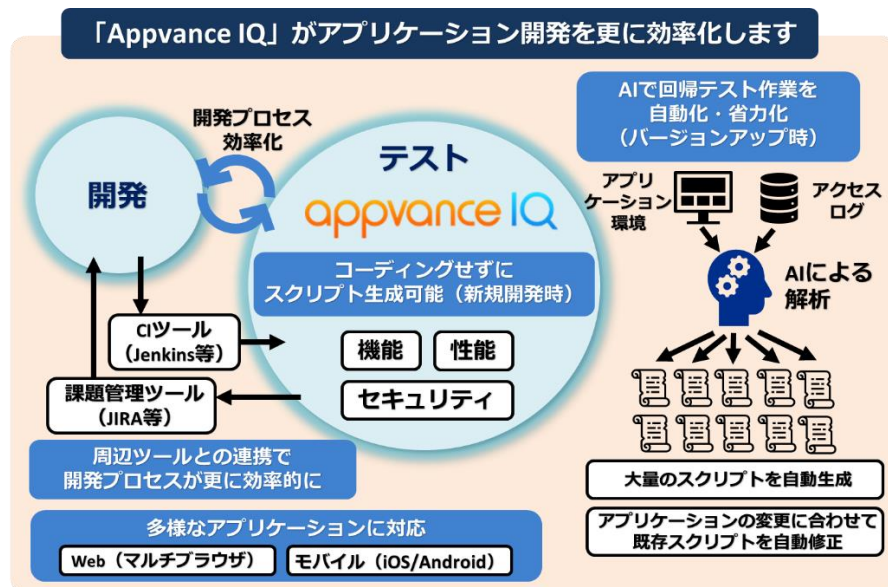 「Appvance IQ」がアプリケーション開発を更に効率化します
開発プロセス
効率化
開発
テスト
appvance IQ
コーディングせずに
スクリプト生成可能（新規開発時）
機能
性能
セキュリティ
CIツール
（Jenkins等）
課題管理ツール
（JIRA等）
周辺ツールとの連携で
開発プロセスが更に効率的に
多様なアプリケーションに対応
Web（マルチブラウザ）
モバイル（iOS/Android）
AIで回帰テスト作業を
自動化・省力化
（バージョンアップ時）
アプリ
ケーション
環境
アクセス
ログ
AIによる
解析
大量のスクリプトを自動生成
アプリケーションの変更に合わせて
既存スクリプトを自動修正